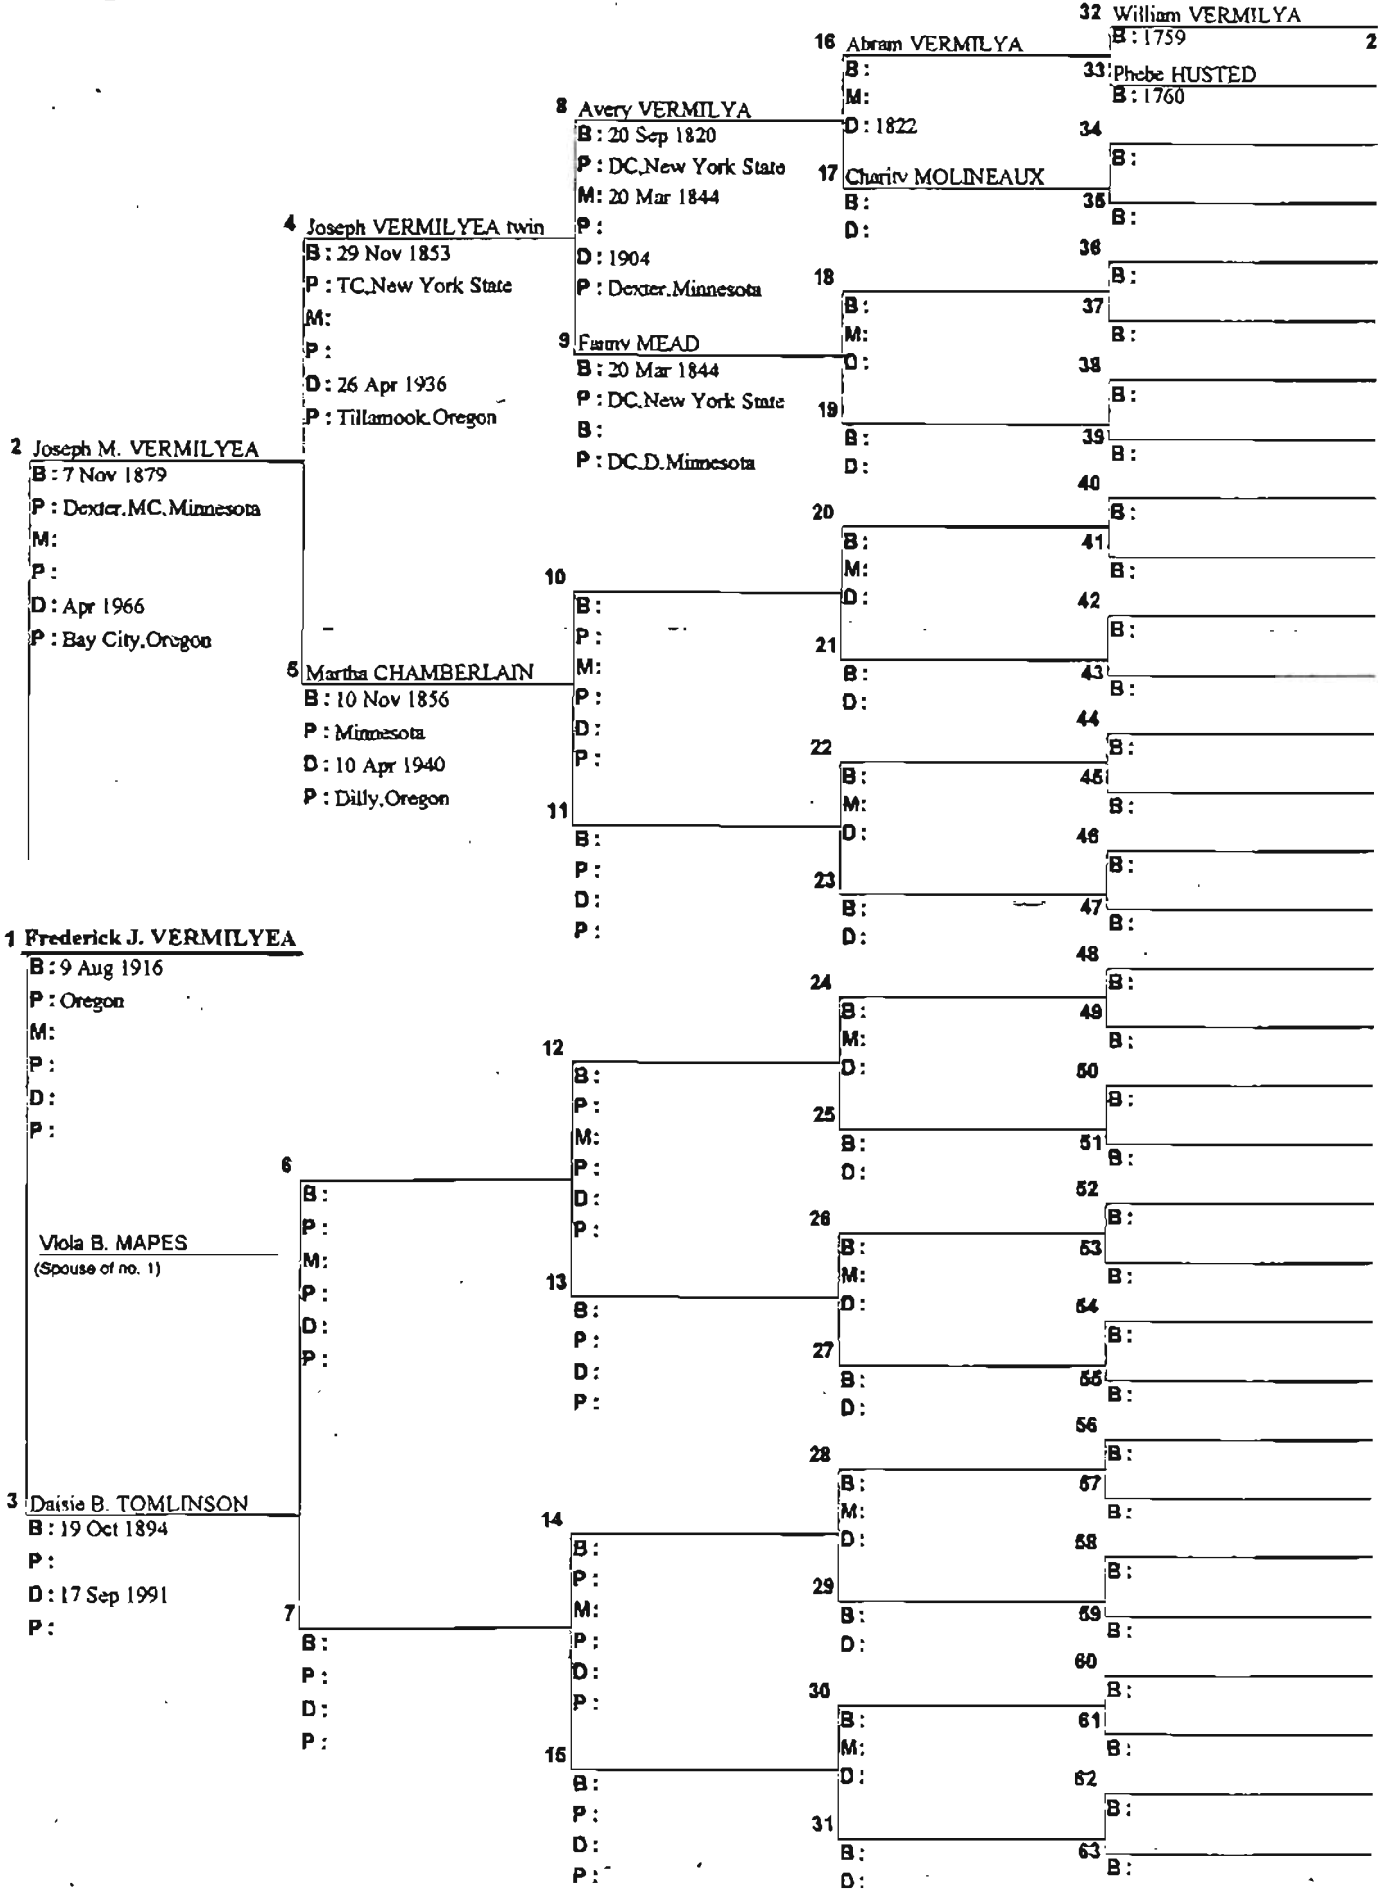 32 William VERMILYA
B: 1759
2
33 Phebe HUSTED
B: 1760
16 Abram VERMILYA
B:
M:
D: 1822
17 Charity MOLINEAUX
B:
D:
34
B:
35
B:
8 Avery VERMILYA
B: 20 Sep 1820
P: DC,New York State
M: 20 Mar 1844
P:
D: 1904
P: Dexter,Minnesota
9 Fanny MEAD
B: 20 Mar 1844
P: DC,New York State
B:
P: DC,D,Minnesota
4 Joseph VERMILYEA twin
B: 29 Nov 1853
P: TC,New York State
M:
P:
D: 26 Apr 1936
P: Tillamook,Oregon
18
B:
M:
D:
19
B:
D:
36
B:
37
B:
38
B:
39
B:
2 Joseph M. VERMILYEA
B: 7 Nov 1879
P: Dexter,MC,Minnesota
M:
P:
D: Apr 1966
P: Bay City,Oregon
5 Martha CHAMBERLAIN
B: 10 Nov 1856
P: Minnesota
D: 10 Apr 1940
P: Dilly,Oregon
10
B:
P:
M:
P:
D:
P:
11
B:
P:
D:
P:
20
B:
M:
D:
21
B:
D:
22
B:
M:
D:
23
B:
D:
40
B:
41
B:
42
B:
43
B:
44
B:
45
B:
46
B:
47
B:
1 Frederick J. VERMILYEA
B: 9 Aug 1916
P: Oregon
M:
P:
D:
P:
Viola B. MAPES
(Spouse of no. 1)
6
B:
P:
M:
P:
D:
P:
12
B:
P:
M:
P:
D:
P:
13
B:
P:
D:
P:
24
B:
M:
D:
25
B:
D:
26
B:
M:
D:
27
B:
D:
48
B:
49
B:
50
B:
51
B:
52
B:
53
B:
54
B:
55
B:
3 Daisie B. TOMLINSON
B: 19 Oct 1894
P:
D: 17 Sep 1991
P:
7
B:
P:
D:
P:
14
B:
P:
M:
P:
D:
P:
15
B:
P:
D:
P:
28
B:
M:
D:
29
B:
D:
30
B:
M:
D:
31
B:
D:
56
B:
57
B:
58
B:
59
B:
60
B:
61
B:
62
B:
63
B: